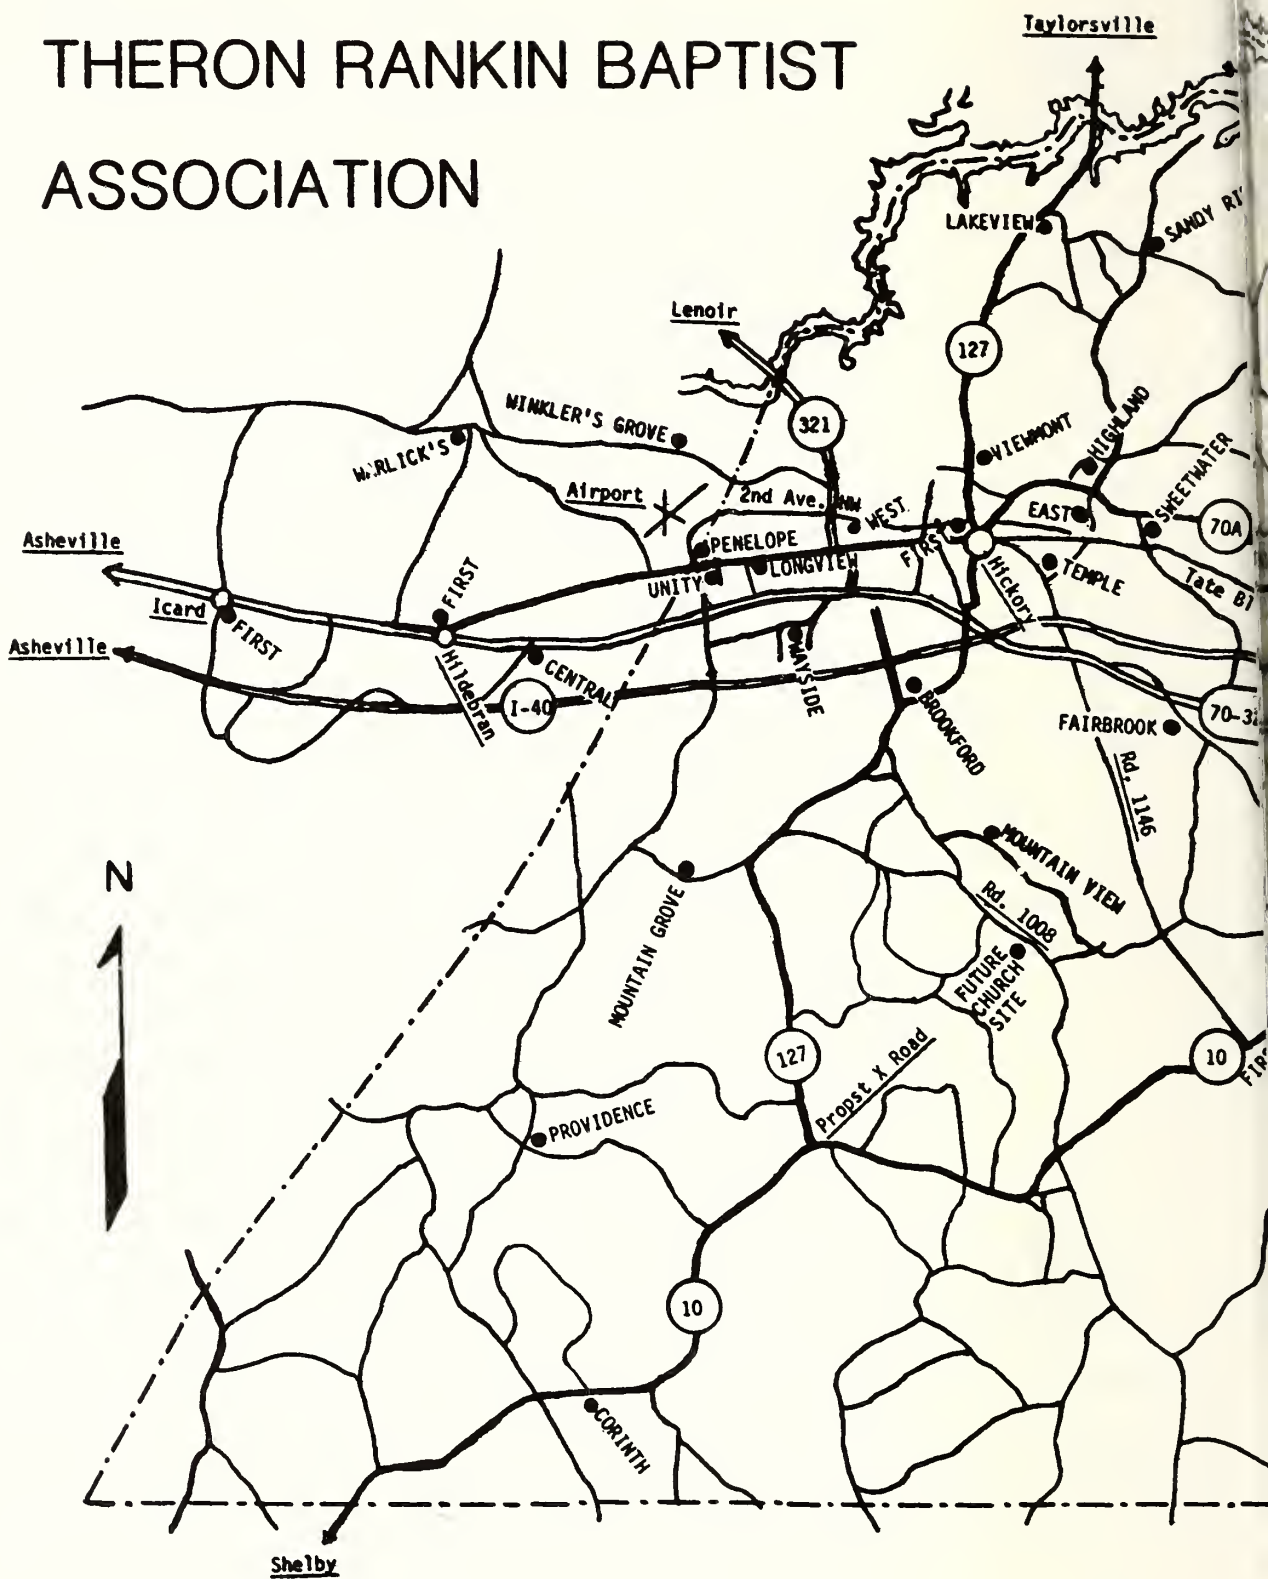 THERON RANKIN BAPTIST
ASSOCIATION
Taylorsville
LAKEVIEW
SANDY
Lenoir
127
321
WINKLER'S GROVE
VIEWMONT
HIGHLAND
SWEETWATER
Airport
2nd Ave. NW
WEST
EAST
70A
Asheville
PENELOPE
FIRST
LONGVIEW
UNITY
Hickory
TEMPLE
Tate
Icard
FIRST
FIRST
Asheville
Hildebran
CENTRAL
I-40
WAYSIDE
BROOKFORD
FAIRBROOK
Rd. 1146
N
MOUNTAIN VIEW
Rd. 1008
MOUNTAIN GROVE
FUTURE
CHURCH
SITE
127
Propst X Road
10
PROVIDENCE
10
CORINTH
Shelby